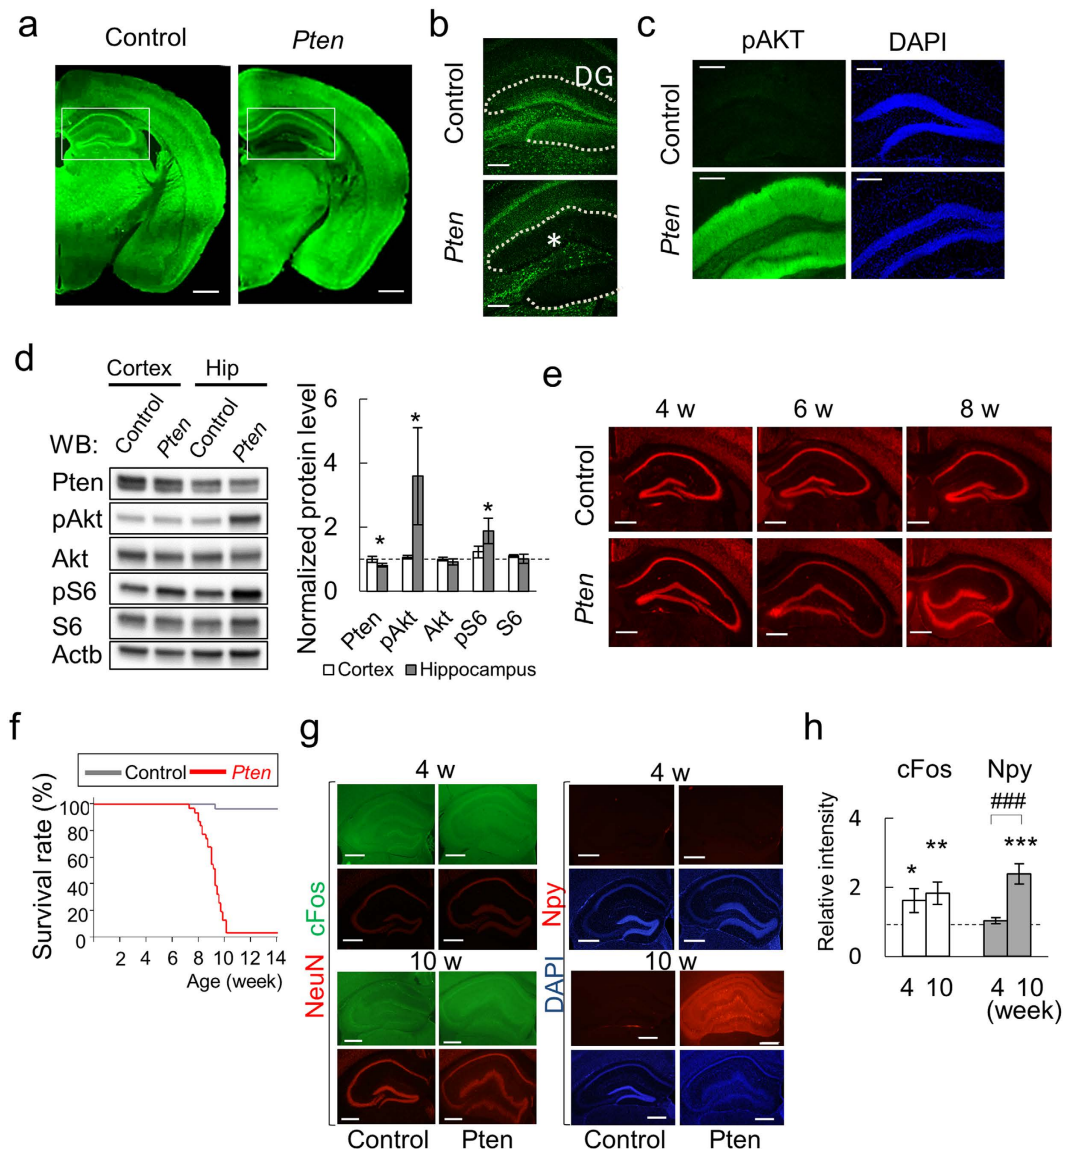 a
Control
Pten
b
Control
DG
Pten
*
c
pAKT
DAPI
Control
Pten
d
Cortex
Hip
WB:
Control
Pten
Control
Pten
Pten
pAkt
Akt
pS6
S6
Actb
Normalized protein level
6
4
2
0
*
*
*
Pten
pAkt
Akt
pS6
S6
Cortex
Hippocampus
e
4 w
6 w
8 w
Control
Pten
f
Control
Pten
Survival rate (%)
100
80
60
40
20
0
2 4 6 8 10 12 14
Age (week)
g
4 w
10 w
NeuN cFos
Control Pten
4 w
10 w
DAPI Npy
Control Pten
h
cFos Npy
###
* ** ***
Relative intensity
4
2
0
4 10 4 10
(week)